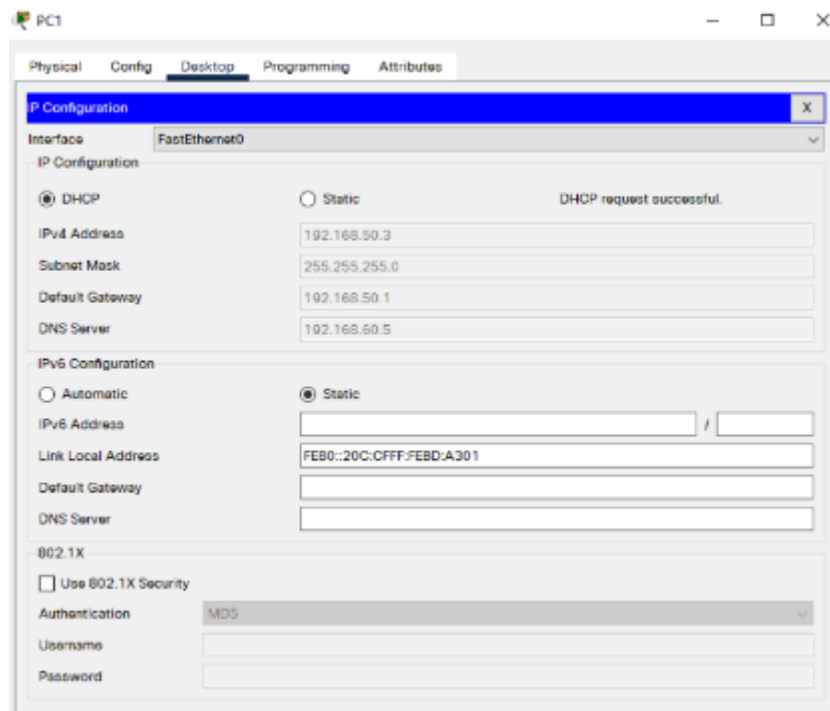 PC1
Physical Config Desktop Programming Attributes
IP Configuration X
Interface FastEthernet0
IP Configuration
DHCP Static DHCP request successful.
IPv4 Address 192.168.50.3
Subnet Mask 255.255.255.0
Default Gateway 192.168.50.1
DNS Server 192.168.60.5
IPv6 Configuration
Automatic Static
IPv6 Address /
Link Local Address FE80::20C:CFFF:FEBD:A301
Default Gateway
DNS Server
802.1X
Use 802.1X Security
Authentication MD5
Username
Password